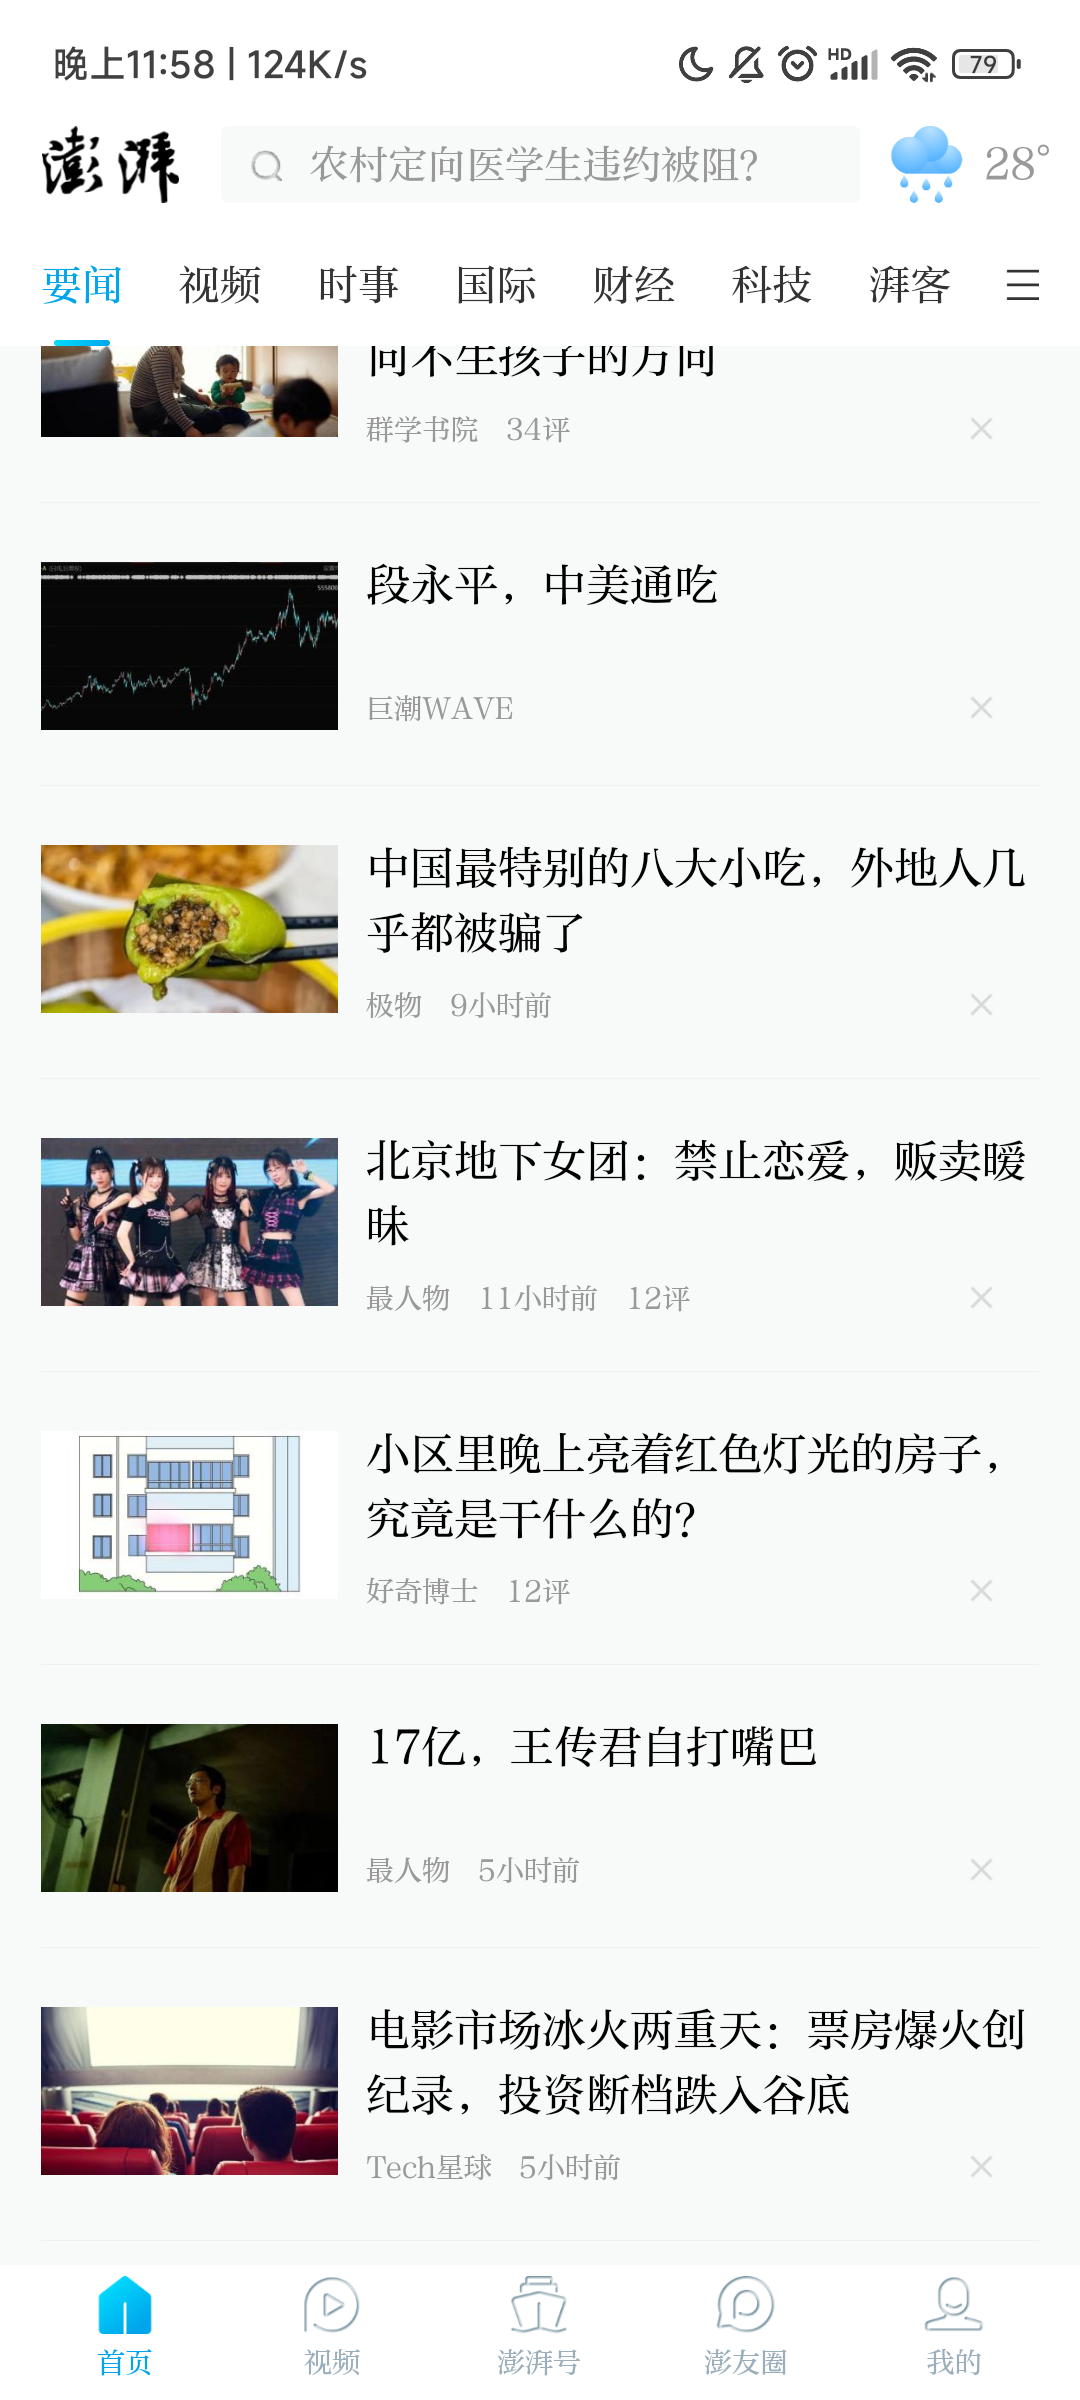 晚上11:58 | 124K/s
HD
79
澎湃
农村定向医学生违约被阻?
28°
要闻 视频 时事 国际 财经 科技 湃客
向不生孩子的方向
群学书院 34评
段永平，中美通吃
巨潮WAVE
中国最特别的八大小吃，外地人几
乎都被骗了
极物 9小时前
北京地下女团：禁止恋爱，贩卖暧
昧
最人物 11小时前 12评
小区里晚上亮着红色灯光的房子，
究竟是干什么的?
好奇博士 12评
17亿，王传君自打嘴巴
最人物 5小时前
电影市场冰火两重天：票房爆火创
纪录，投资断档跌入谷底
Tech星球 5小时前
首页 视频 澎湃号 澎友圈 我的